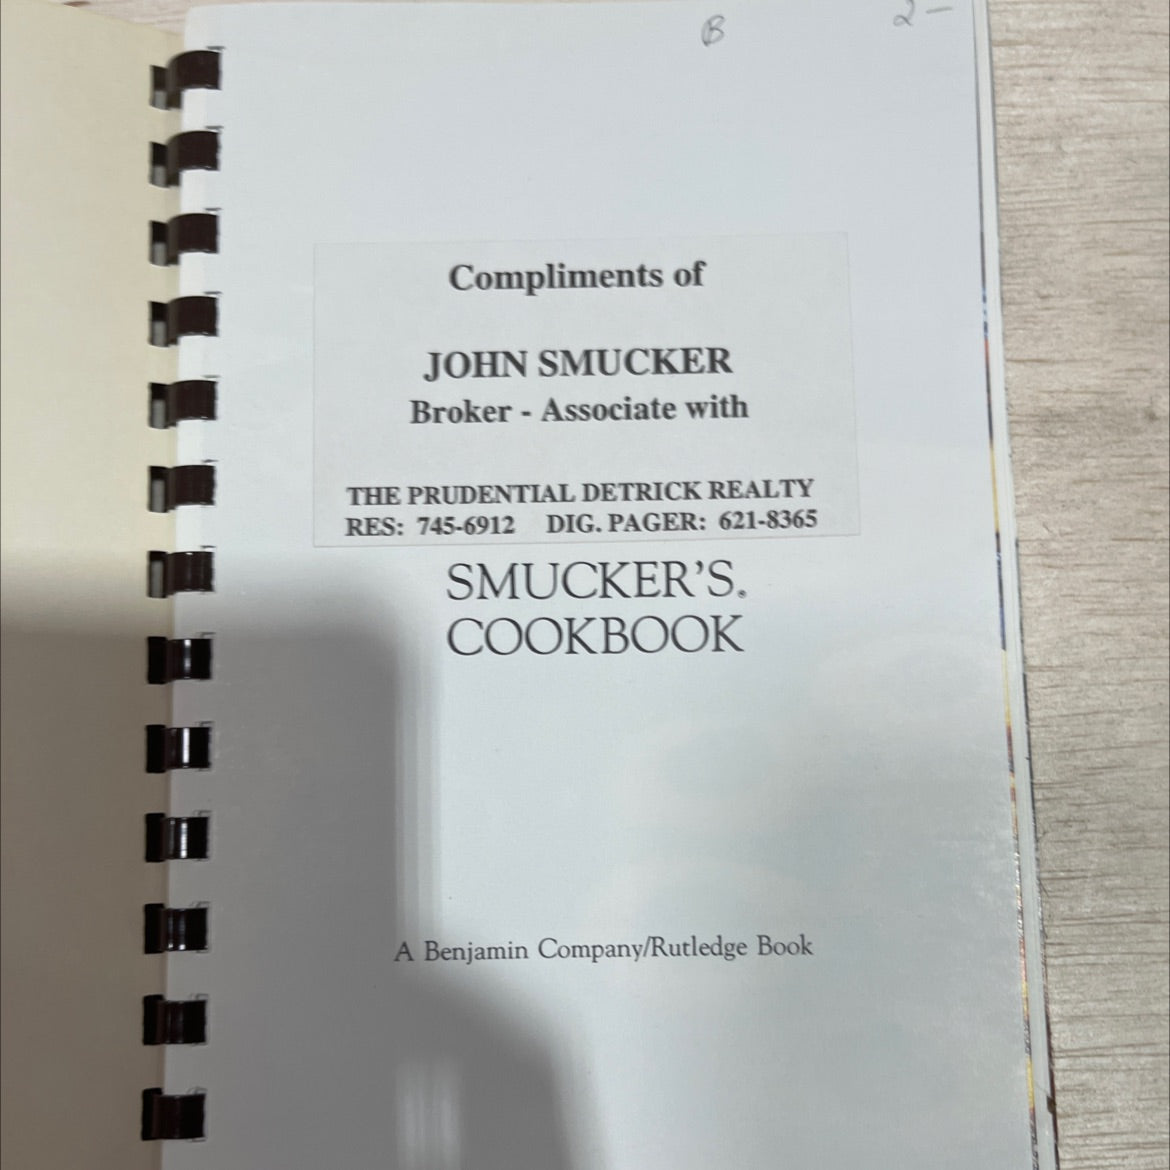 B 2—
Compliments of
JOHN SMUCKER
Broker - Associate with
THE PRUDENTIAL DETRICK REALTY
RES: 745-6912 DIG. PAGER: 621-8365
SMUCKER'S®
COOKBOOK
A Benjamin Company/Rutledge Book